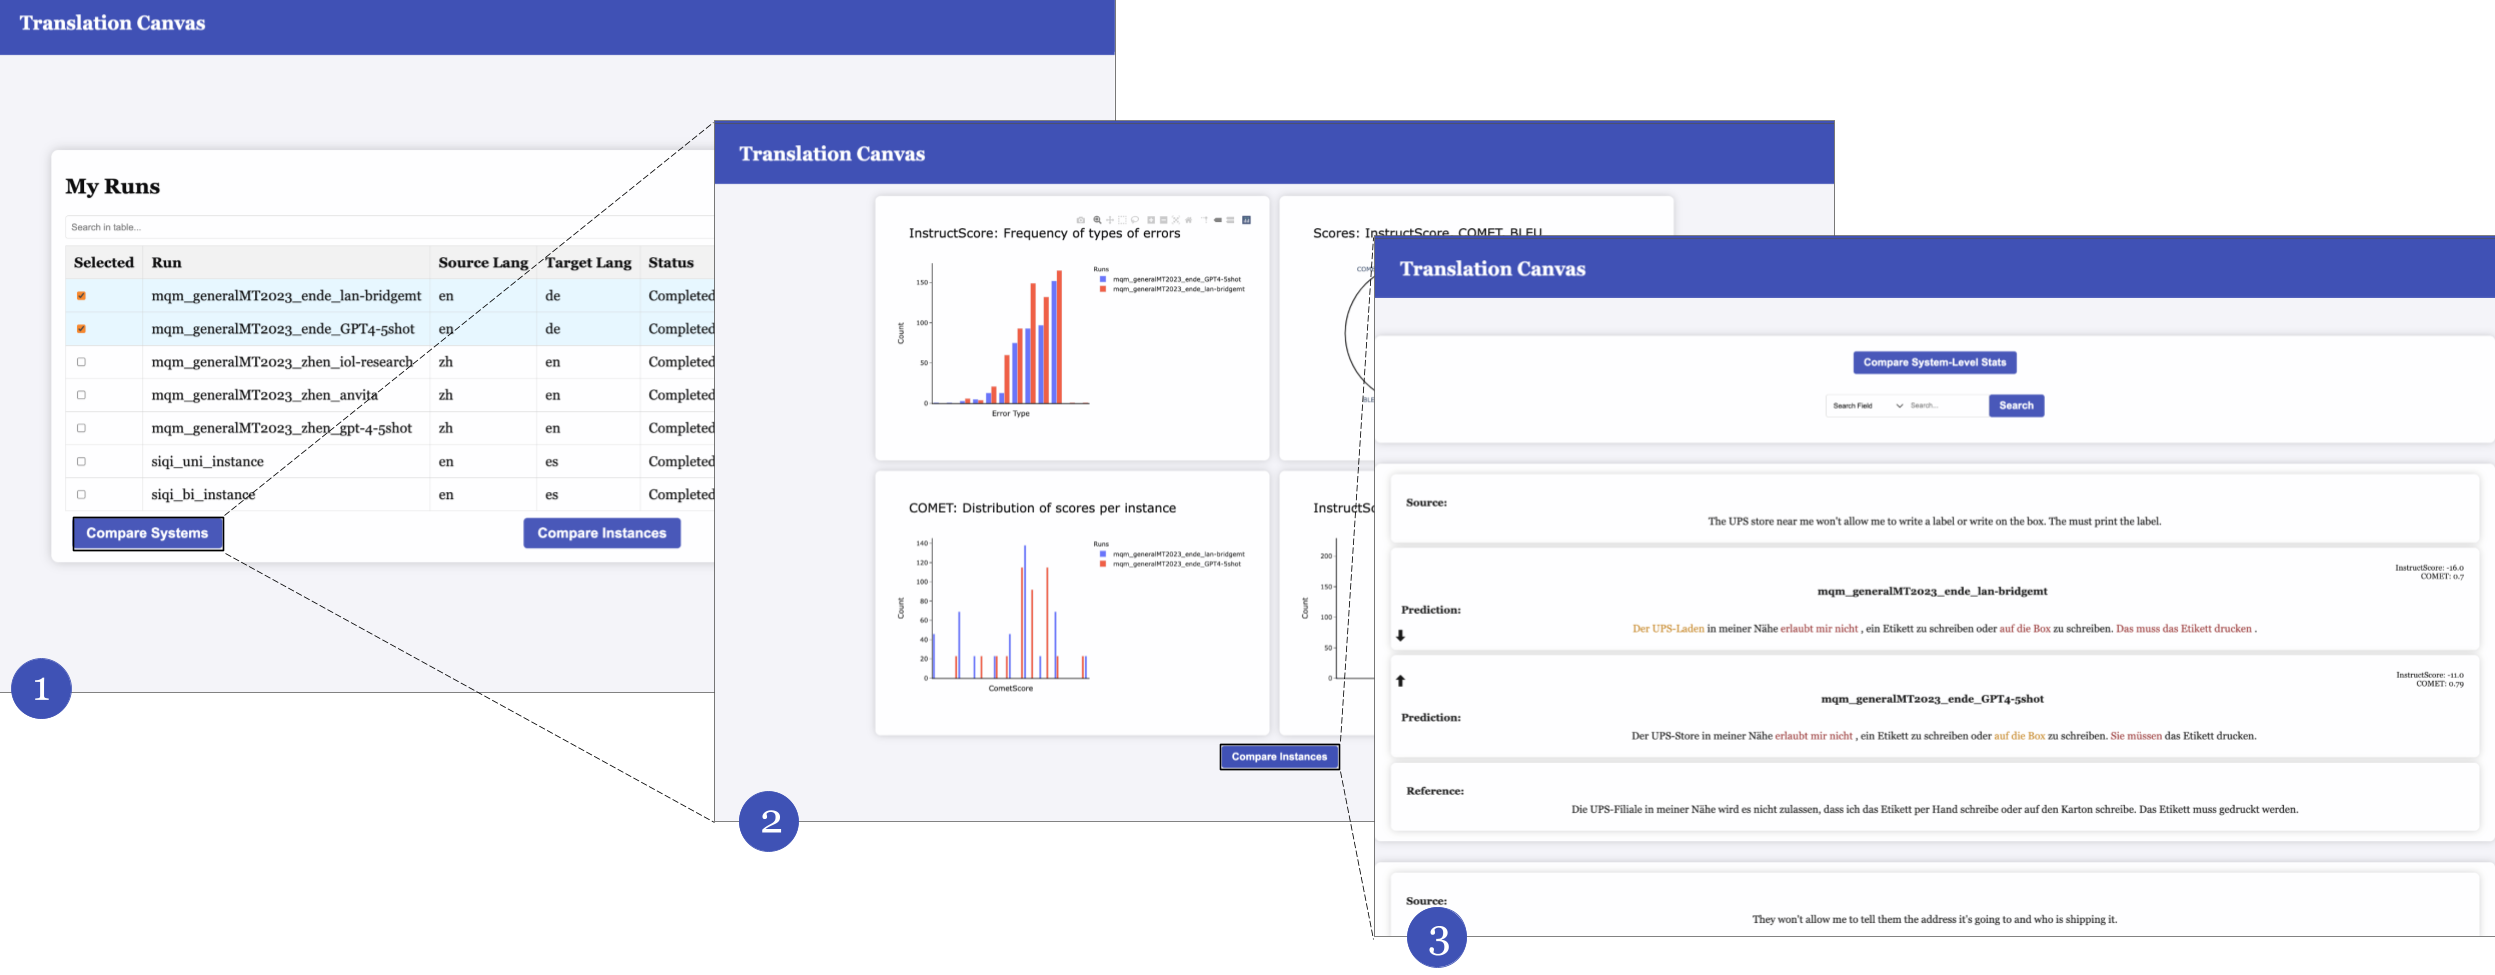 Translation Canvas
My Runs
Search in table...
Selected Run Source Lang Target Lang Status
mqm_generalMT2023_ende_lan-bridgemt en de Completed
mqm_generalMT2023_ende_GPT4-5shot en de Completed
mqm_generalMT2023_zhen_iol-research zh en Completed
mqm_generalMT2023_zhen_anvita zh en Completed
mqm_generalMT2023_zhen_gpt-4-5shot zh en Completed
siqi_uni_instance en es Completed
siqi_bi_instance en es Completed
Compare Systems Compare Instances
1
Translation Canvas
InstructScore: Frequency of types of errors
Runs
mqm_generalMT2023_ende_GPT4-5shot
mqm_generalMT2023_ende_lan-bridgemt
150
100
50
0
Count
Error Type
Scores: InstructScore, COMET, BLEU
COM
BLE
COMET: Distribution of scores per instance
Runs
mqm_generalMT2023_ende_lan-bridgemt
mqm_generalMT2023_ende_GPT4-5shot
140
120
100
80
60
40
20
0
Count
CometScore
InstructSc
200
150
100
50
0
Count
Compare Instances
2
Translation Canvas
Compare System-Level Stats
Search Field Search... Search
Source:
The UPS store near me won't allow me to write a label or write on the box. The must print the label.
InstructScore: -16.0
COMET: 0.7
mqm_generalMT2023_ende_lan-bridgemt
Prediction:
Der UPS-Laden in meiner Nähe erlaubt mir nicht , ein Etikett zu schreiben oder auf die Box zu schreiben. Das muss das Etikett drucken .
InstructScore: -11.0
COMET: 0.79
mqm_generalMT2023_ende_GPT4-5shot
Prediction:
Der UPS-Store in meiner Nähe erlaubt mir nicht , ein Etikett zu schreiben oder auf die Box zu schreiben. Sie müssen das Etikett drucken.
Reference:
Die UPS-Filiale in meiner Nähe wird es nicht zulassen, dass ich das Etikett per Hand schreibe oder auf den Karton schreibe. Das Etikett muss gedruckt werden.
Source:
They won't allow me to tell them the address it's going to and who is shipping it.
3